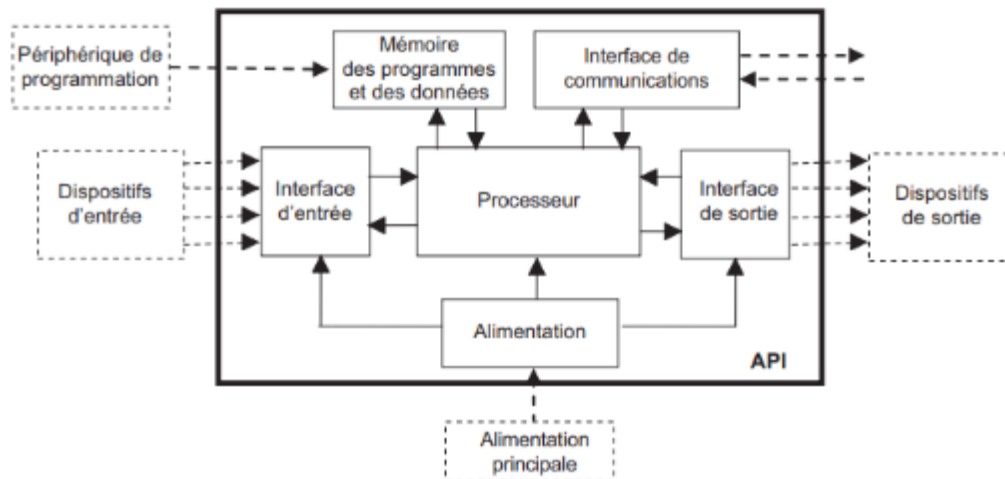 Périphérique de
programmation
Mémoire
des programmes
et des données
Interface de
communications
Dispositifs
d'entrée
Interface
d'entrée
Processeur
Interface
de sortie
Dispositifs
de sortie
Alimentation
API
Alimentation
principale